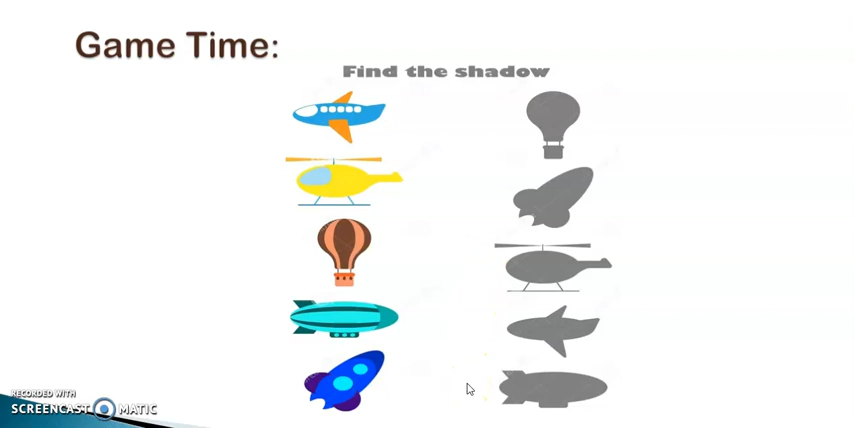 Game Time:
Find the shadow
RECORDED WITH
SCREENCAST MATIC